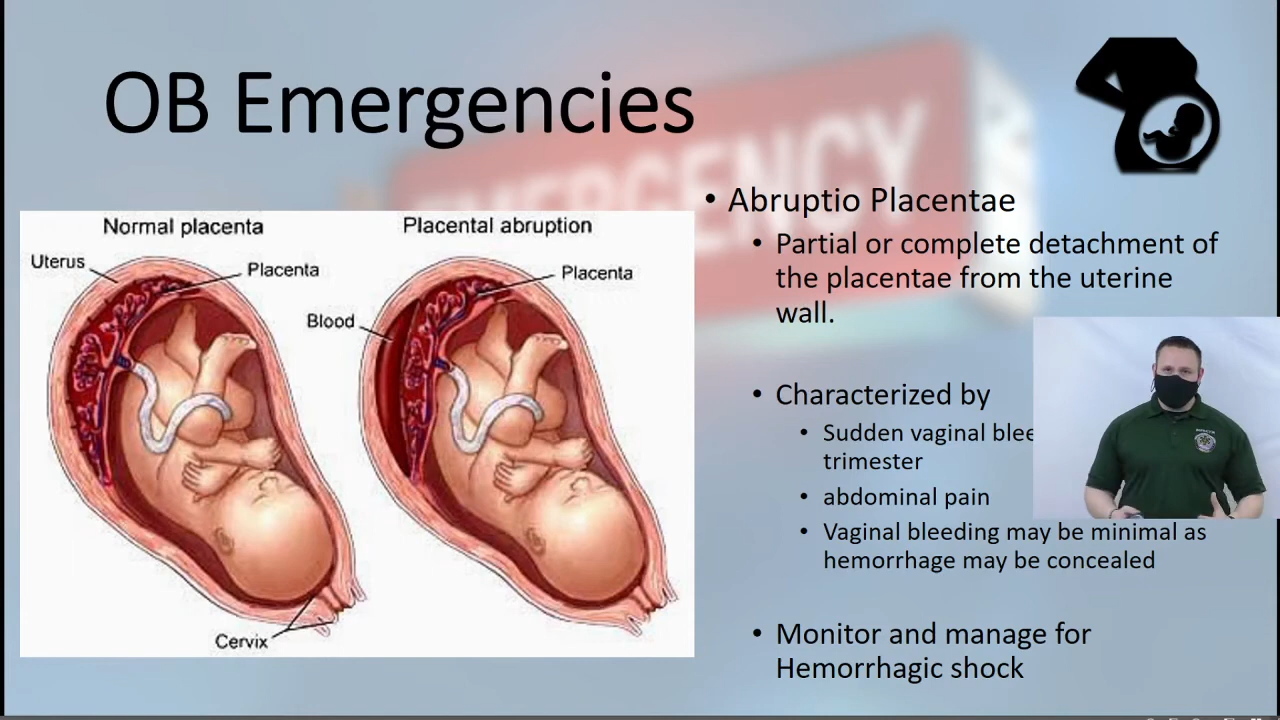 OB Emergencies
EMERGENCY
Normal placenta
Placental abruption
Uterus
Placenta
Placenta
Blood
Cervix
• Abruptio Placentae
• Partial or complete detachment of
the placentae from the uterine
wall.
• Characterized by
• Sudden vaginal
trimester
• abdominal pain
• Vaginal bleeding may be minimal as
hemorrhage may be concealed
• Monitor and manage for
Hemorrhagic shock